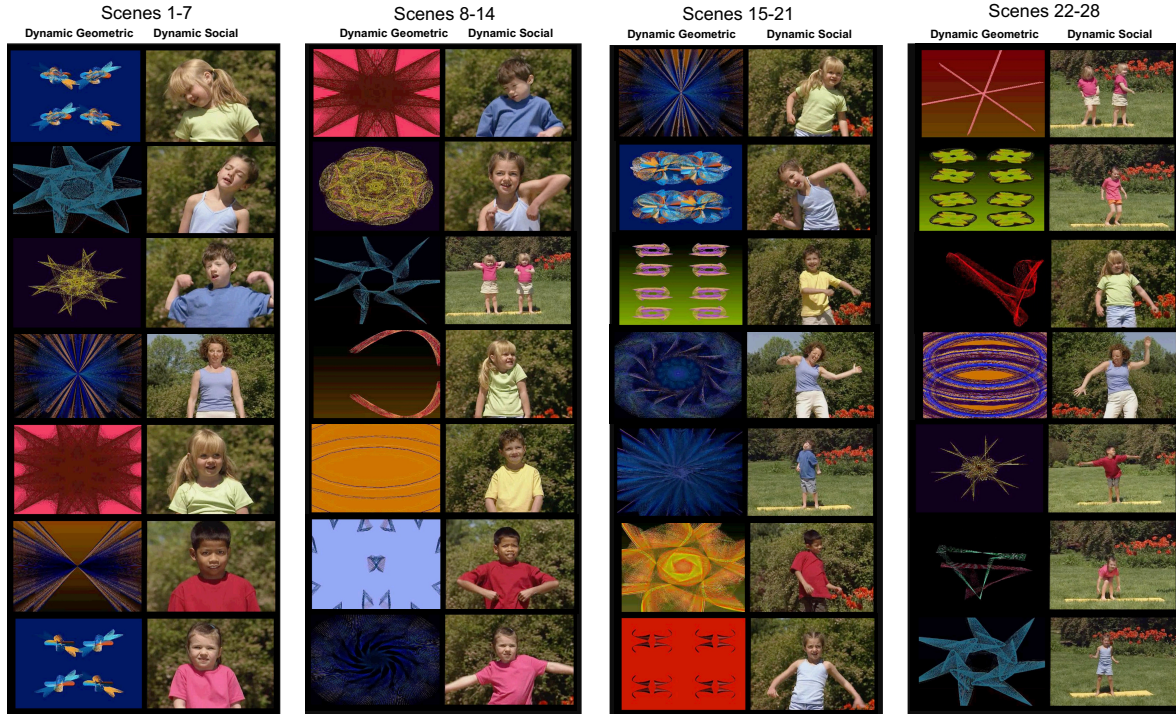 Scenes 1-7
Dynamic Geometric Dynamic Social
Scenes 8-14
Dynamic Geometric Dynamic Social
Scenes 15-21
Dynamic Geometric Dynamic Social
Scenes 22-28
Dynamic Geometric Dynamic Social